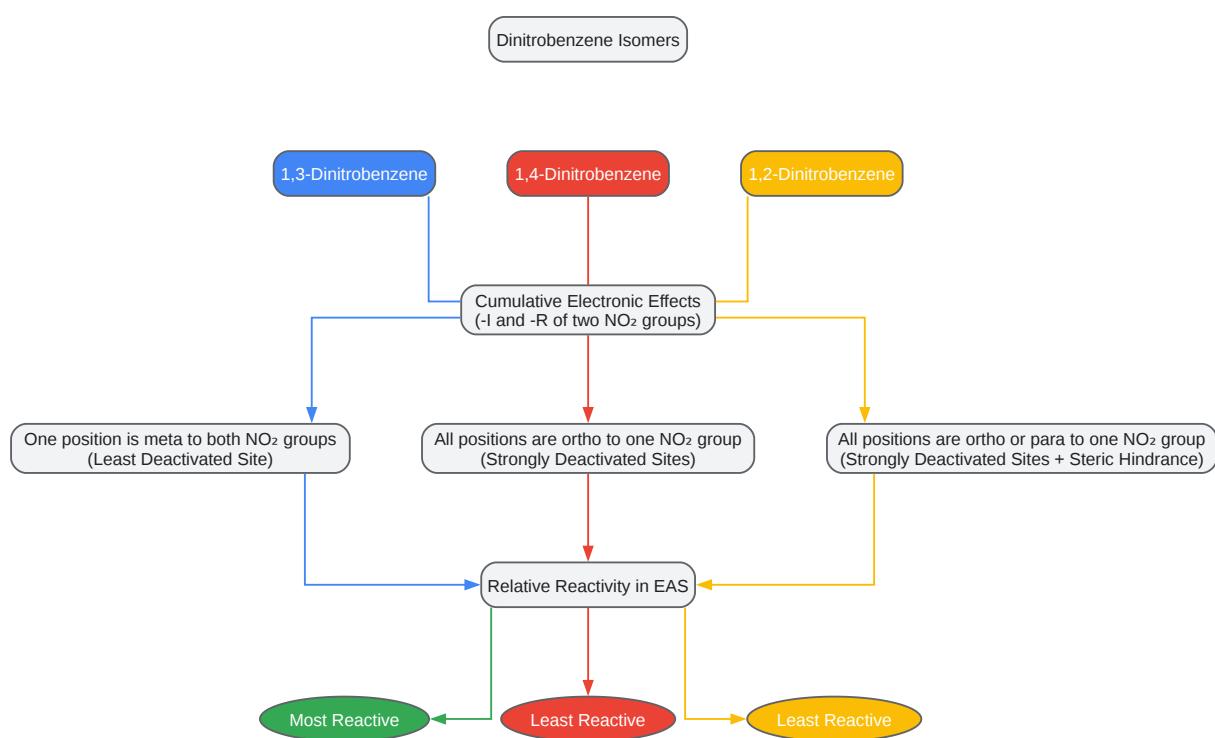 Dinitrobenzene Isomers
1,3-Dinitrobenzene
1,4-Dinitrobenzene
1,2-Dinitrobenzene
Cumulative Electronic Effects
(-I and -R of two NO₂ groups)
One position is meta to both NO₂ groups
(Least Deactivated Site)
All positions are ortho to one NO₂ group
(Strongly Deactivated Sites)
All positions are ortho or para to one NO₂ group
(Strongly Deactivated Sites + Steric Hindrance)
Relative Reactivity in EAS
Most Reactive
Least Reactive
Least Reactive